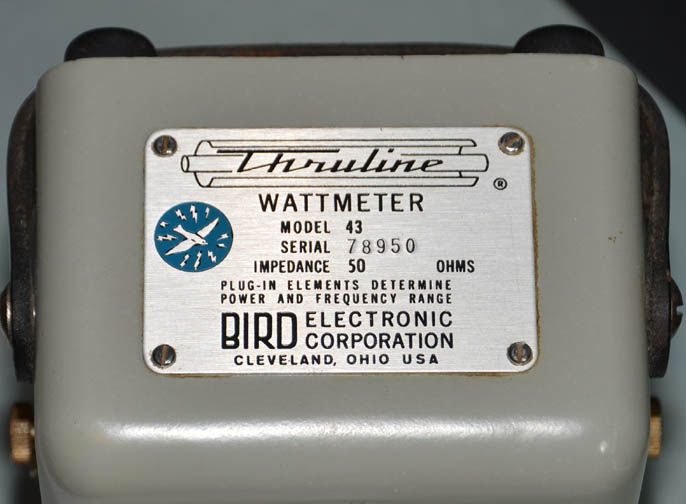 Thruline
®
WATTMETER
MODEL 43
SERIAL 78950
IMPEDANCE 50 OHMS
PLUG-IN ELEMENTS DETERMINE
POWER AND FREQUENCY RANGE
BIRD ELECTRONIC
CORPORATION
CLEVELAND, OHIO USA